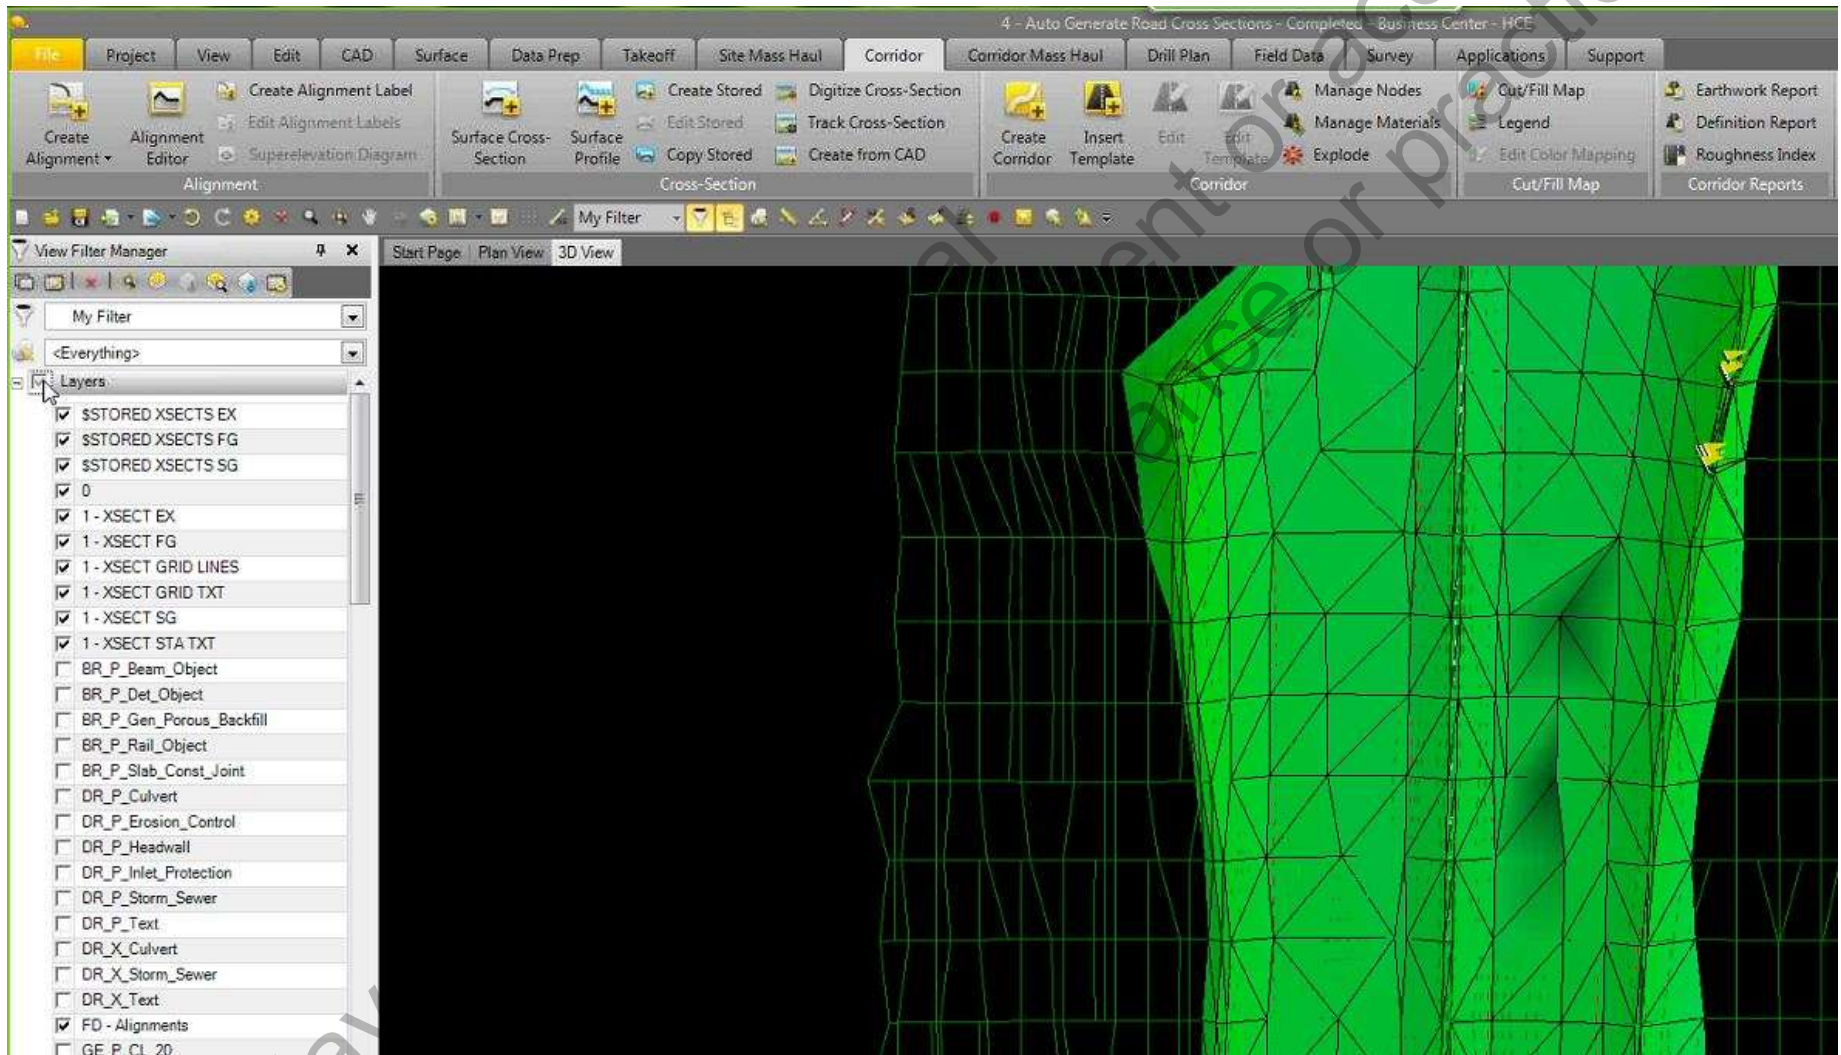 4 - Auto Generate Road Cross Sections - Completed - Business Center - HCE
File Project View Edit CAD Surface Data Prep Takeoff Site Mass Haul Corridor Corridor Mass Haul Drill Plan Field Data Survey Applications Support
Create Alignment
Alignment Editor
Create Alignment Label
Edit Alignment Labels
Superelevation Diagram
Alignment
Surface Cross-Section
Surface Profile
Create Stored
Edit Stored
Copy Stored
Digitize Cross-Section
Track Cross-Section
Create from CAD
Cross-Section
Create Corridor
Insert Template
Edit
Edit Template
Manage Nodes
Manage Materials
Explode
Corridor
Cut/Fill Map
Legend
Edit Color Mapping
Cut/Fill Map
Earthwork Report
Definition Report
Roughness Index
Corridor Reports
My Filter
View Filter Manager
Start Page Plan View 3D View
My Filter
<Everything>
Layers
$STORED XSECTS EX
$STORED XSECTS FG
$STORED XSECTS SG
0
1 - XSECT EX
1 - XSECT FG
1 - XSECT GRID LINES
1 - XSECT GRID TXT
1 - XSECT SG
1 - XSECT STA TXT
BR_P_Beam_Object
BR_P_Det_Object
BR_P_Gen_Porous_Backfill
BR_P_Rail_Object
BR_P_Slab_Const_Joint
DR_P_Culvert
DR_P_Erosion_Control
DR_P_Headwall
DR_P_Inlet_Protection
DR_P_Storm_Sewer
DR_P_Text
DR_X_Culvert
DR_X_Storm_Sewer
DR_X_Text
FD - Alignments
GE_P_CL_20